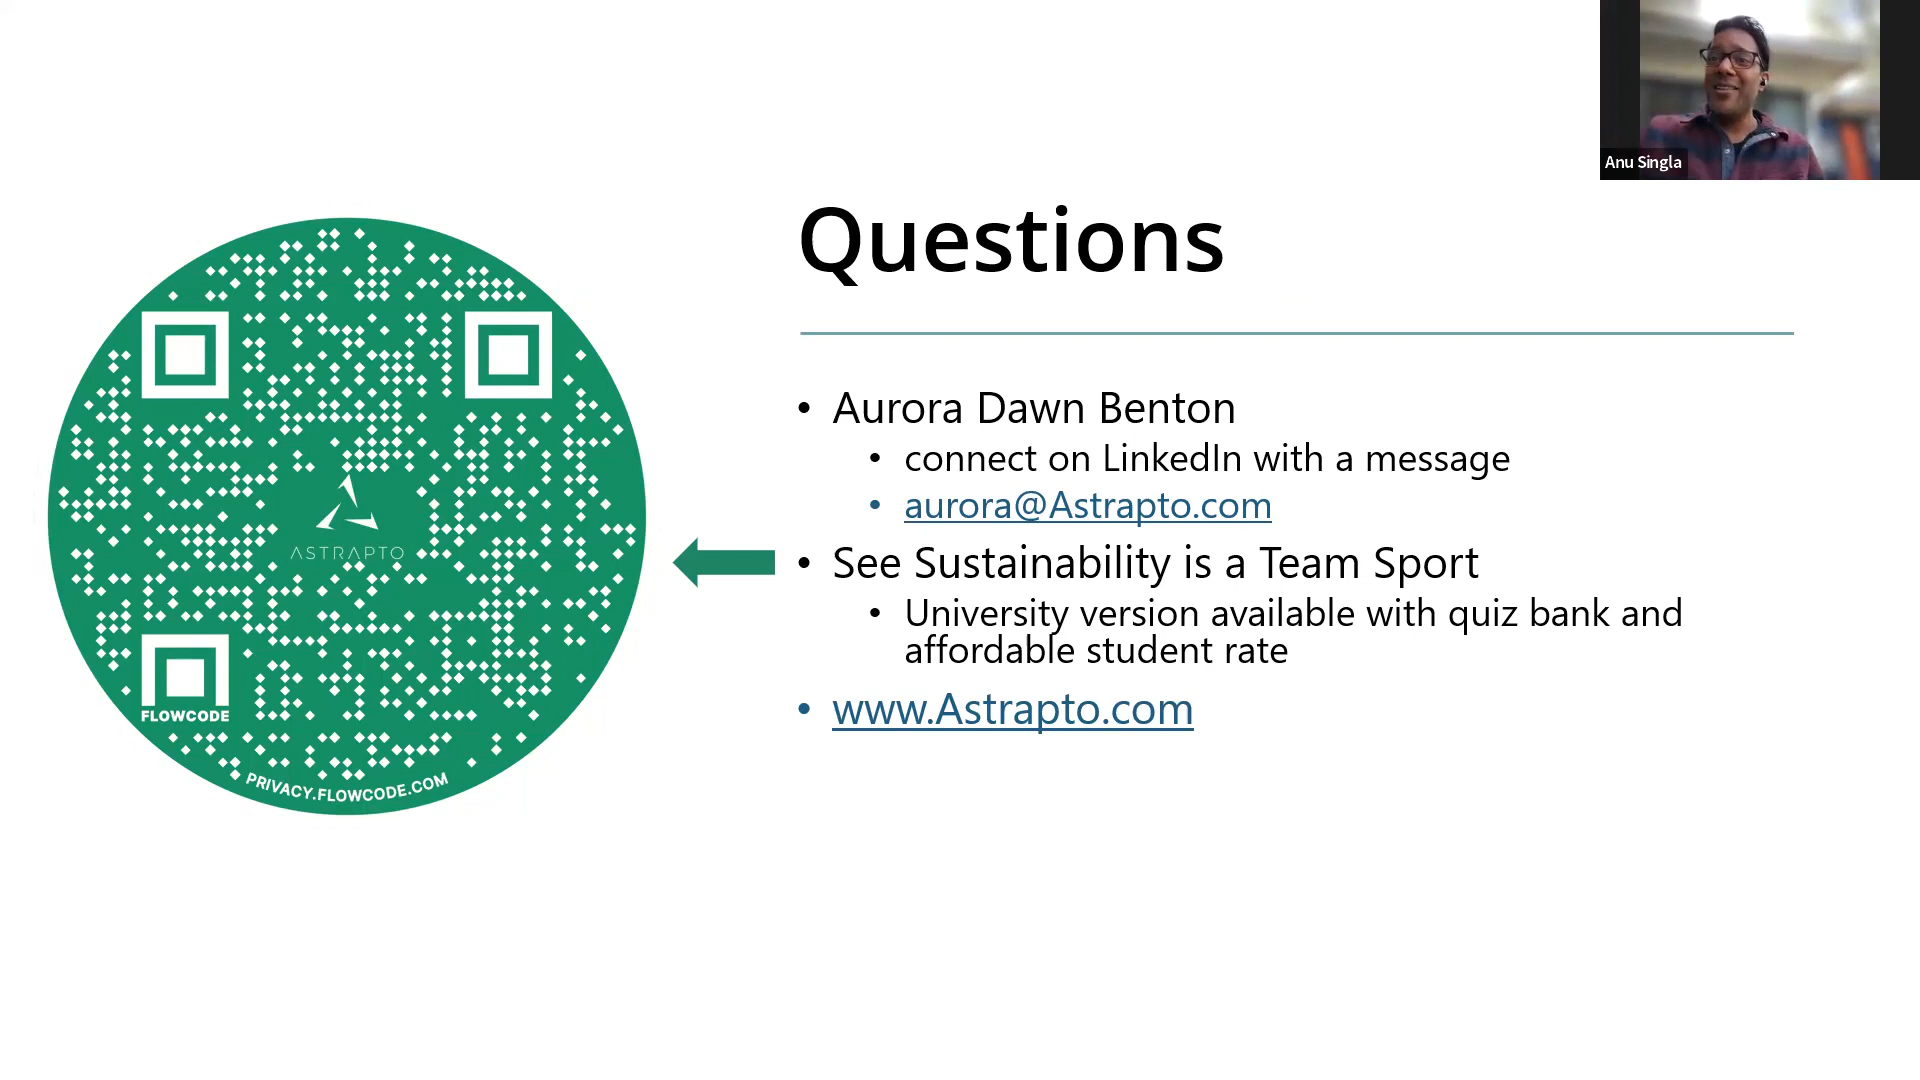 Anu Singla
Questions
• Aurora Dawn Benton
• connect on LinkedIn with a message
• aurora@Astrapto.com
• See Sustainability is a Team Sport
• University version available with quiz bank and
affordable student rate
• www.Astrapto.com
ASTRAPTO
FLOWCODE
PRIVACY.FLOWCODE.COM